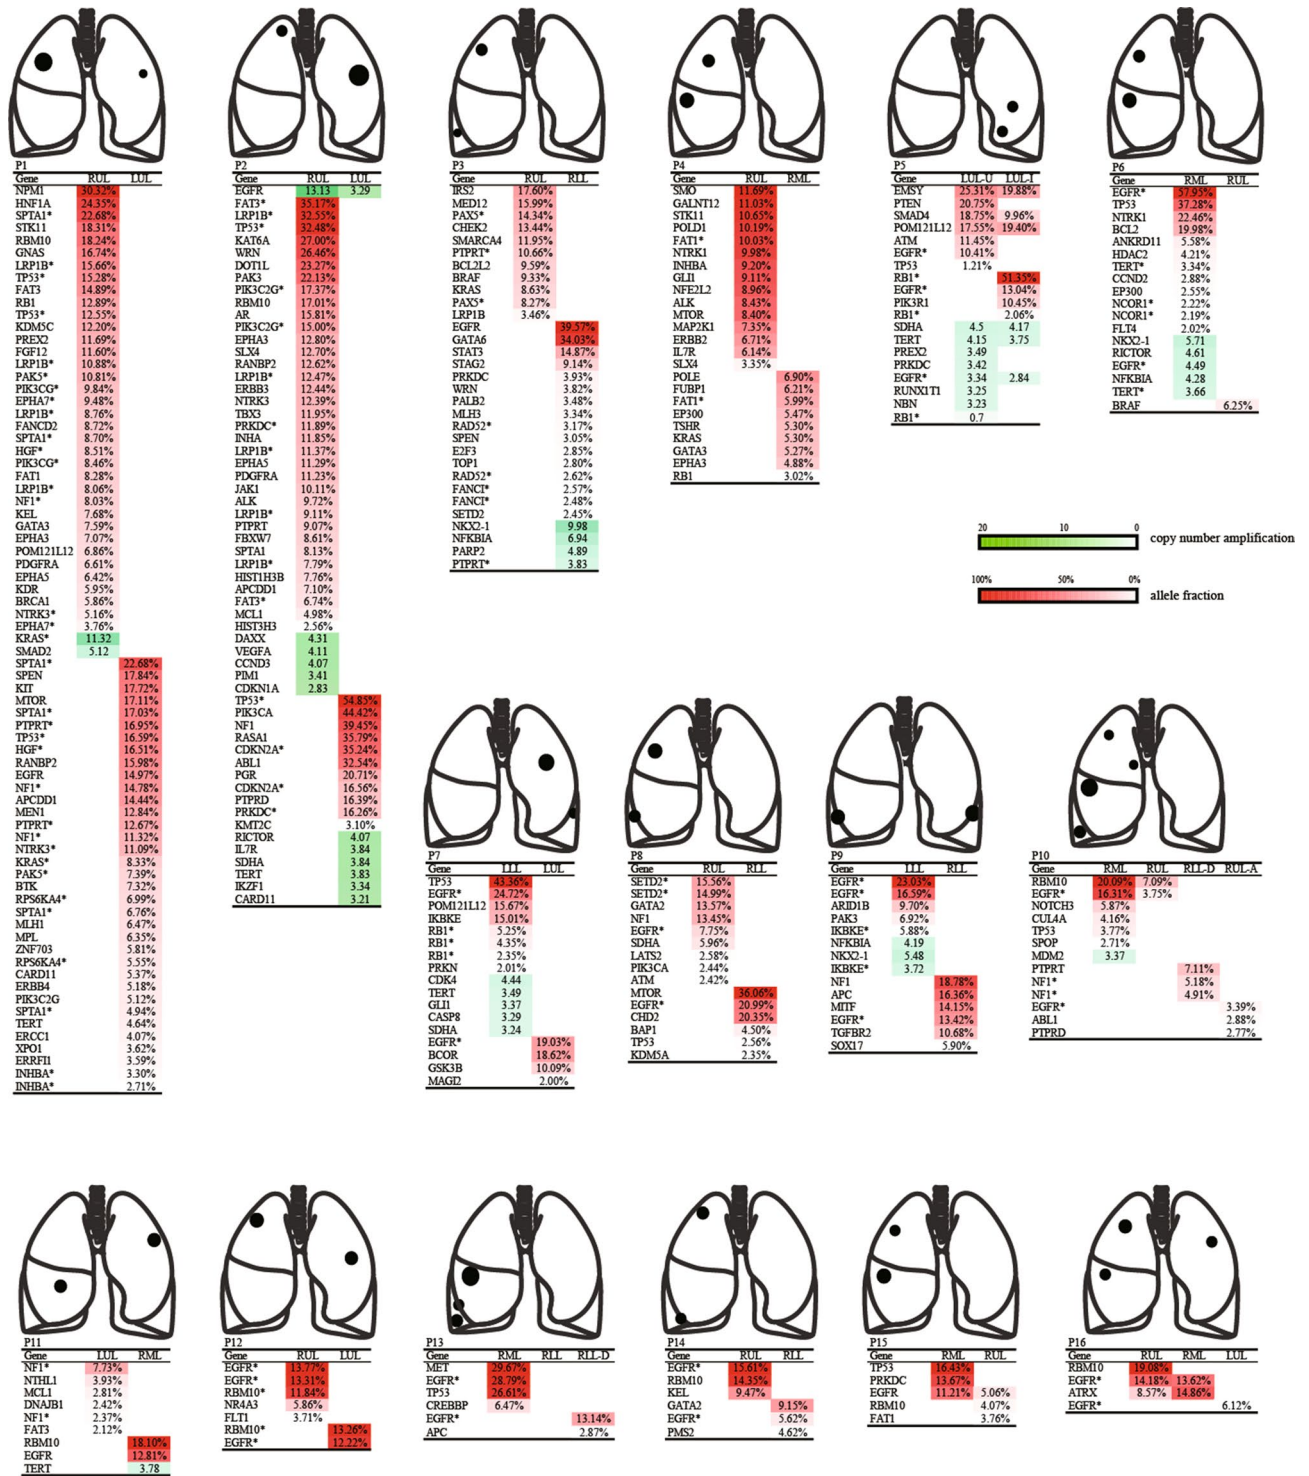 P1
Gene RUL LUL
NPM1 30.32%
HNF1A 24.35%
SPTA1* 22.68%
STK11 18.31%
RBM10 18.24%
GNAS 16.74%
LRP1B* 15.66%
TP53* 15.28%
FAT3 14.89%
RB1 12.89%
TP53* 12.55%
KDM5C 12.20%
PREX2 11.69%
FGF12 11.60%
LRP1B* 10.88%
PAK5* 10.81%
PIK3CG* 9.84%
EPHA7* 9.48%
LRP1B* 8.76%
FANCD2 8.72%
SPTA1* 8.70%
HGF* 8.51%
PIK3CG* 8.46%
FAT1 8.28%
LRP1B* 8.06%
NF1* 8.03%
KEL 7.68%
GATA3 7.59%
EPHA3 7.07%
POM121L12 6.86%
PDGFRA 6.61%
EPHA5 6.42%
KDR 5.95%
BRCA1 5.86%
NTRK3* 5.16%
EPHA7* 3.76%
KRAS* 11.32
SMAD2 5.12
SPTA1* 22.68%
SPEN 17.84%
KIT 17.72%
MTOR 17.11%
SPTA1* 17.03%
PTPRT* 16.95%
TP53* 16.59%
HGF* 16.51%
RANBP2 15.98%
EGFR 14.97%
NF1* 14.78%
APCDD1 14.44%
MEN1 12.84%
PTPRT* 12.67%
NF1* 11.32%
NTRK3* 11.09%
KRAS* 8.33%
PAK5* 7.39%
BTK 7.32%
RPS6KA4* 6.99%
SPTA1* 6.76%
MLH1 6.47%
MPL 6.35%
ZNF703 5.81%
RPS6KA4* 5.55%
CARD11 5.37%
ERBB4 5.18%
PIK3C2G 5.12%
SPTA1* 4.94%
TERT 4.64%
ERCC1 4.07%
XPO1 3.62%
ERRFI1 3.59%
INHBA* 3.30%
INHBA* 2.71%
P2
Gene RUL LUL
EGFR 13.13 3.29
FAT3* 35.17%
LRP1B* 32.55%
TP53* 32.48%
KAT6A 27.00%
WRN 26.46%
DOT1L 23.27%
PAK3 22.13%
PIK3C2G* 17.37%
RBM10 17.01%
AR 15.81%
PIK3C2G* 15.00%
EPHA3 12.80%
SLX4 12.70%
RANBP2 12.62%
LRP1B* 12.47%
ERBB3 12.44%
NTRK3 12.39%
TBX3 11.95%
PRKDC* 11.89%
INHA 11.85%
LRP1B* 11.37%
EPHA5 11.29%
PDGFRA 11.23%
JAK1 10.11%
ALK 9.72%
LRP1B* 9.11%
PTPRT 9.07%
FBXW7 8.61%
SPTA1 8.13%
LRP1B* 7.79%
HIST1H3B 7.76%
APCDD1 7.10%
FAT3* 6.74%
MCL1 4.98%
HIST3H3 2.56%
DAXX 4.31
VEGFA 4.11
CCND3 4.07
PIM1 3.41
CDKN1A 2.83
TP53* 54.85%
PIK3CA 44.42%
NF1 39.45%
RASA1 35.79%
CDKN2A* 35.24%
ABL1 32.54%
PGR 20.71%
CDKN2A* 16.56%
PTPRD 16.39%
PRKDC* 16.26%
KMT2C 3.10%
RICTOR 4.07
IL7R 3.84
SDHA 3.84
TERT 3.83
IKZF1 3.34
CARD11 3.21
P3
Gene RUL RLL
IRS2 17.60%
MED12 15.99%
PAX5* 14.34%
CHEK2 13.44%
SMARCA4 11.95%
PTPRT* 10.66%
BCL2L2 9.59%
BRAF 9.33%
KRAS 8.63%
PAX5* 8.27%
LRP1B 3.46%
EGFR 39.57%
GATA6 34.03%
STAT3 14.87%
STAG2 9.14%
PRKDC 3.93%
WRN 3.82%
PALB2 3.48%
MLH3 3.34%
RAD52* 3.17%
SPEN 3.05%
E2F3 2.85%
TOP1 2.80%
RAD52* 2.62%
FANCI* 2.57%
FANCI* 2.48%
SETD2 2.45%
NKX2-1 9.98
NFKBIA 6.94
PARP2 4.89
PTPRT* 3.83
P4
Gene RUL RML
SMO 11.69%
GALNT12 11.03%
STK11 10.65%
POLD1 10.19%
FAT1* 10.03%
NTRK1 9.98%
INHBA 9.20%
GLI1 9.11%
NFE2L2 8.96%
ALK 8.43%
MTOR 8.40%
MAP2K1 7.35%
ERBB2 6.71%
IL7R 6.14%
SLX4 3.35%
POLE 6.90%
FUBP1 6.21%
FAT1* 5.99%
EP300 5.47%
TSHR 5.30%
KRAS 5.30%
GATA3 5.27%
EPHA3 4.88%
RB1 3.02%
P5
Gene LUL-U LUL-I
EMSY 25.31% 19.88%
PTEN 20.75%
SMAD4 18.75% 9.96%
POM121L12 17.55% 19.40%
ATM 11.45%
EGFR* 10.41%
TP53 1.21%
RB1* 51.35%
EGFR* 13.04%
PIK3R1 10.45%
RB1* 2.06%
SDHA 4.5 4.17
TERT 4.15 3.75
PREX2 3.49
PRKDC 3.42
EGFR* 3.34 2.84
RUNX1T1 3.25
NBN 3.23
RB1* 0.7
P6
Gene RML RUL
EGFR* 57.95%
TP53 37.28%
NTRK1 22.46%
BCL2 19.98%
ANKRD11 5.58%
HDAC2 4.21%
TERT* 3.34%
CCND2 2.88%
EP300 2.55%
NCOR1* 2.22%
NCOR1* 2.19%
FLT4 2.02%
NKX2-1 5.71
RICTOR 4.61
EGFR* 4.49
NFKBIA 4.28
TERT* 3.66
BRAF 6.25%
20 10 0
copy number amplification
100% 50% 0%
allele fraction
P7
Gene LLL LUL
TP53 43.36%
EGFR* 24.72%
POM121L12 15.67%
IKBKE 15.01%
RB1* 5.25%
RB1* 4.35%
RB1* 2.35%
PRKN 2.01%
CDK4 4.44
TERT 3.49
GLI1 3.37
CASP8 3.29
SDHA 3.24
EGFR* 19.03%
BCOR 18.62%
GSK3B 10.09%
MAGI2 2.00%
P8
Gene RUL RLL
SETD2* 15.56%
SETD2* 14.99%
GATA2 13.57%
NF1 13.45%
EGFR* 7.75%
SDHA 5.96%
LATS2 2.58%
PIK3CA 2.44%
ATM 2.42%
MTOR 36.06%
EGFR* 20.99%
CHD2 20.35%
BAP1 4.50%
TP53 2.56%
KDM5A 2.35%
P9
Gene LLL RLL
EGFR* 23.03%
EGFR* 16.59%
ARID1B 9.70%
PAK3 6.92%
IKBKE* 5.88%
NFKBIA 4.19
NKX2-1 5.48
IKBKE* 3.72
NF1 18.78%
APC 16.36%
MITF 14.15%
EGFR* 13.42%
TGFBR2 10.68%
SOX17 5.90%
P10
Gene RML RUL RLL-D RUL-A
RBM10 20.09% 7.09%
EGFR* 16.31% 3.75%
NOTCH3 5.87%
CUL4A 4.16%
TP53 3.77%
SPOP 2.71%
MDM2 3.37
PTPRT 7.11%
NF1* 5.18%
NF1* 4.91%
EGFR* 3.39%
ABL1 2.88%
PTPRD 2.77%
P11
Gene LUL RML
NF1* 7.73%
NTHL1 3.93%
MCL1 2.81%
DNAJB1 2.42%
NF1* 2.37%
FAT3 2.12%
RBM10 18.10%
EGFR 12.81%
TERT 3.78
P12
Gene RUL LUL
EGFR* 13.77%
EGFR* 13.31%
RBM10* 11.84%
NR4A3 5.86%
FLT1 3.71%
RBM10* 13.26%
EGFR* 12.22%
P13
Gene RML RLL RLL-D
MET 29.67%
EGFR* 28.79%
TP53 26.61%
CREBBP 6.47%
EGFR* 13.14%
APC 2.87%
P14
Gene RUL RLL
EGFR* 15.61%
RBM10 14.35%
KEL 9.47%
GATA2 9.15%
EGFR* 5.62%
PMS2 4.62%
P15
Gene RML RUL
TP53 16.43%
PRKDC 13.67%
EGFR 11.21% 5.06%
RBM10 4.07%
FAT1 3.76%
P16
Gene RUL RML LUL
RBM10 19.08%
EGFR* 14.18% 13.62%
ATRX 8.57% 14.86%
EGFR* 6.12%